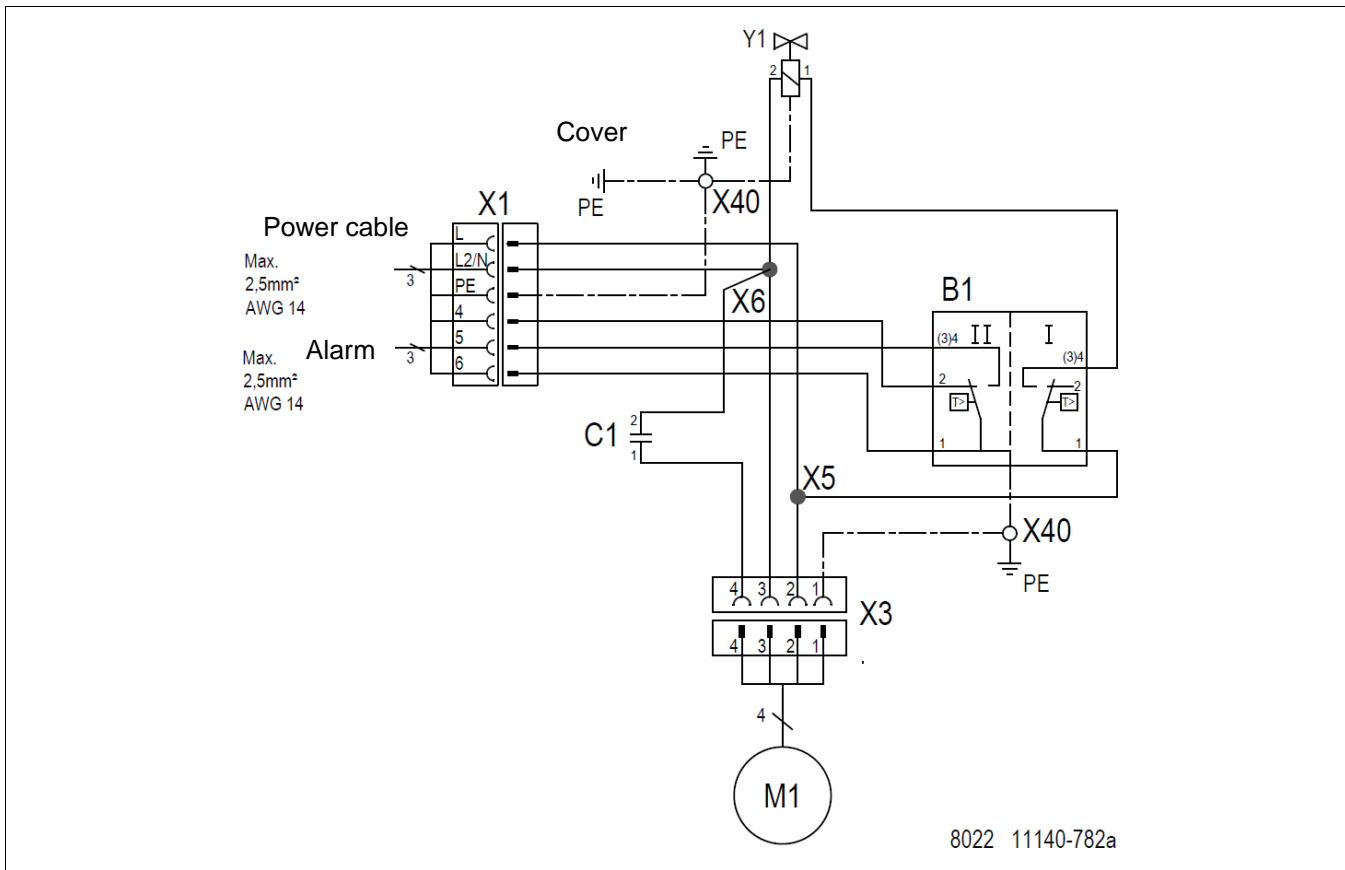 Y1
2 1
Cover
PE
PE
X40
X1
Power cable
Max.
2,5mm²
AWG 14
3
L
L2/N
PE
4
5
6
Alarm
3
Max.
2,5mm²
AWG 14
X6
B1
II I
(3)4
(3)4
2
2
T>
T>
1
1
C1
2
1
X5
X40
PE
4 3 2 1
X3
4 3 2 1
4
M1
8022 11140-782a